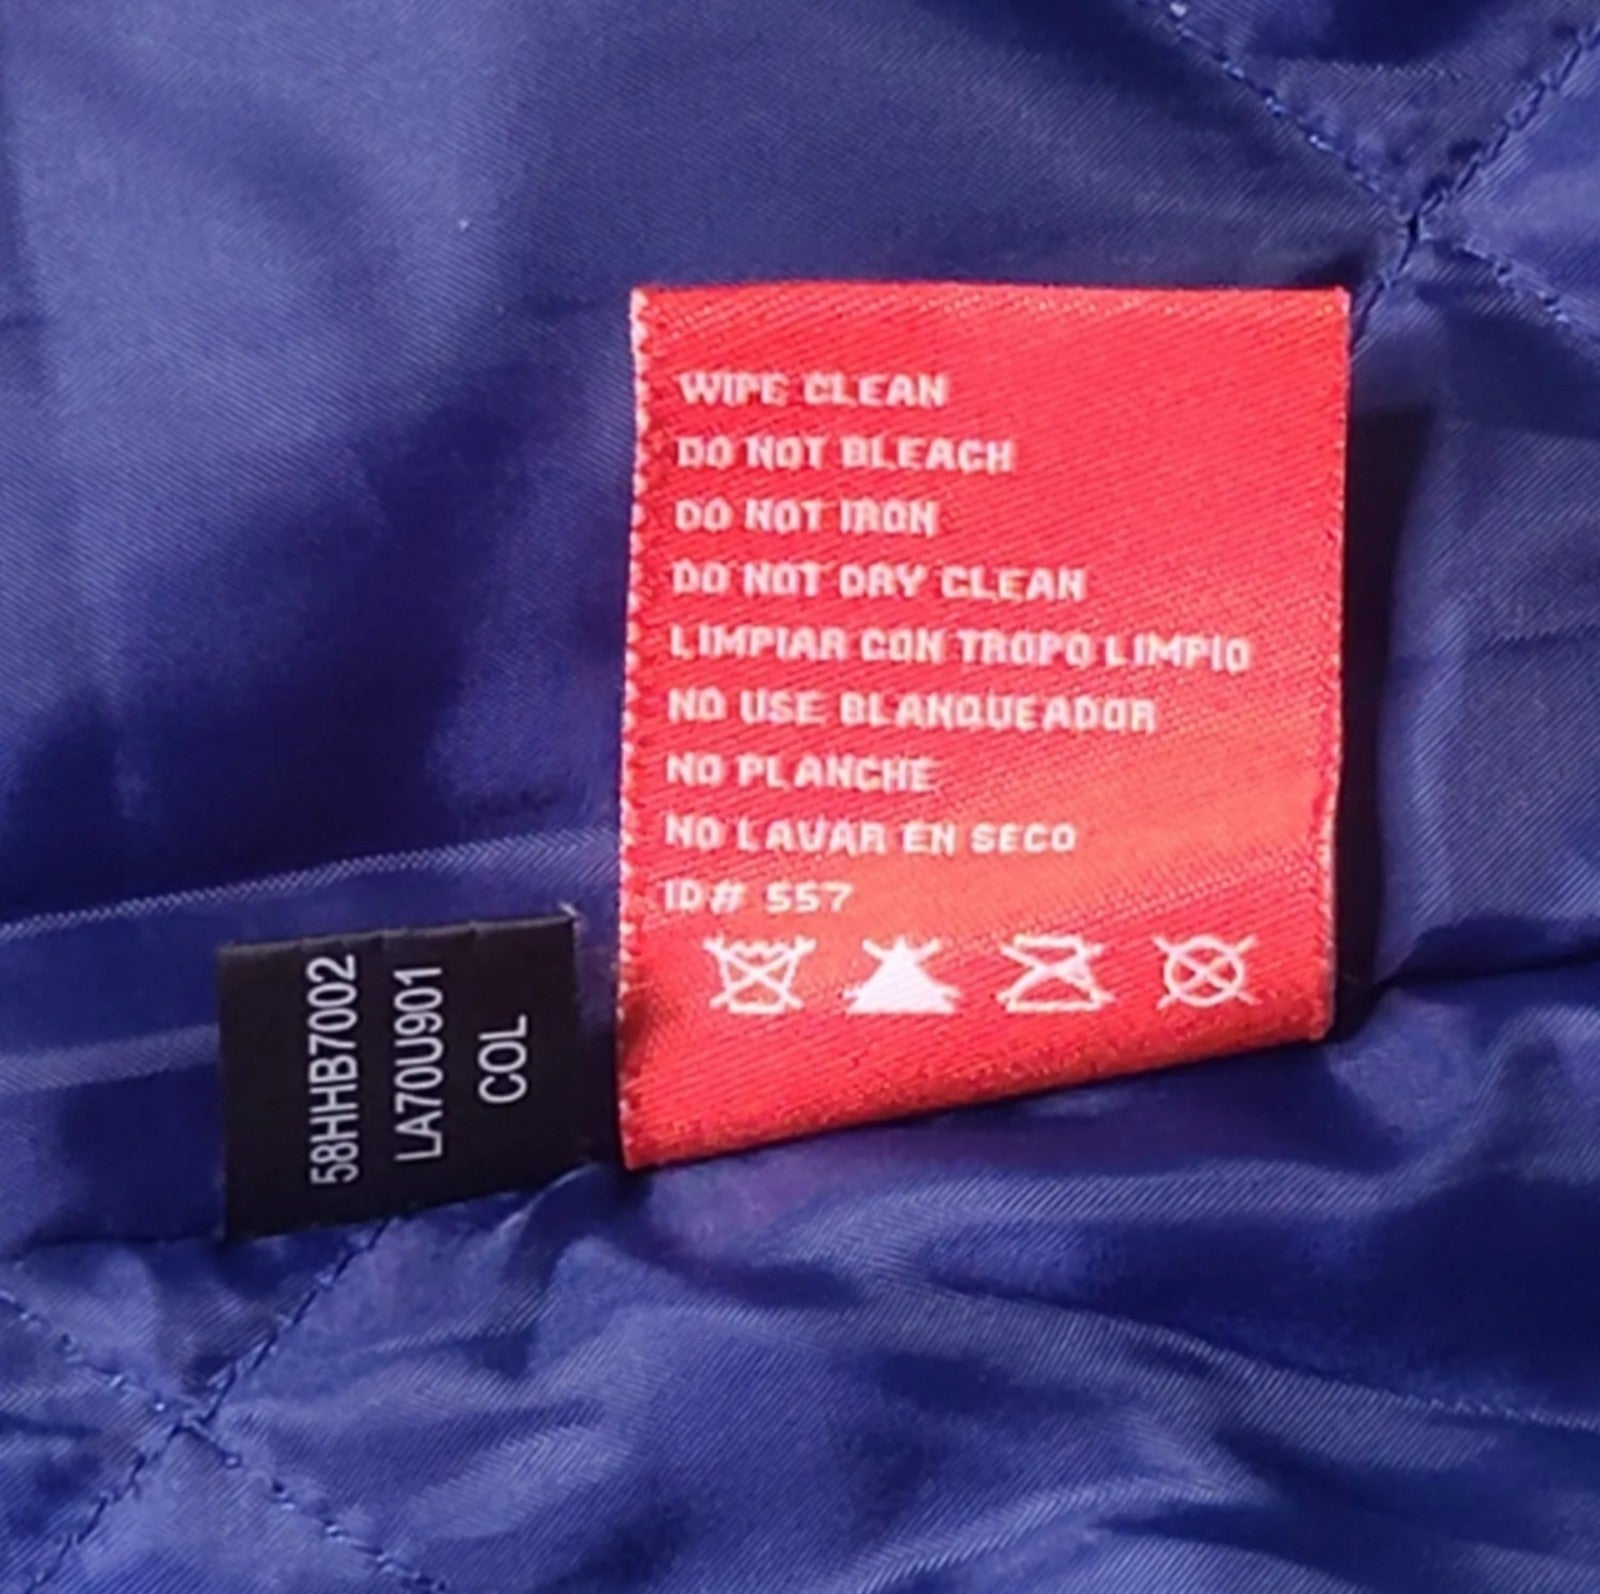 WIPE CLEAN
DO NOT BLEACH
DO NOT IRON
DO NOT DRY CLEAN
LIMPIAR CON TROPO LIMPIO
NO USE BLANQUEADOR
NO PLANCHE
NO LAVAR EN SECO
ID# 557
58HHB7002
LA70U901
COL